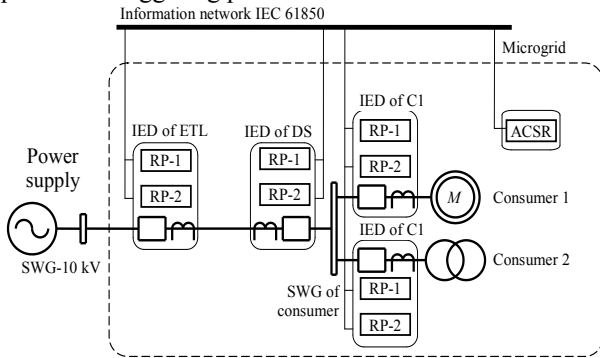 Information network IEC 61850
Microgrid
IED of C1
IED of ETL
IED of DS
RP-1
ACSR
RP-1
RP-1
Power
supply
RP-2
RP-2
RP-2
M
Consumer 1
IED of C1
SWG-10 kV
Consumer 2
SWG of
consumer
RP-1
RP-2